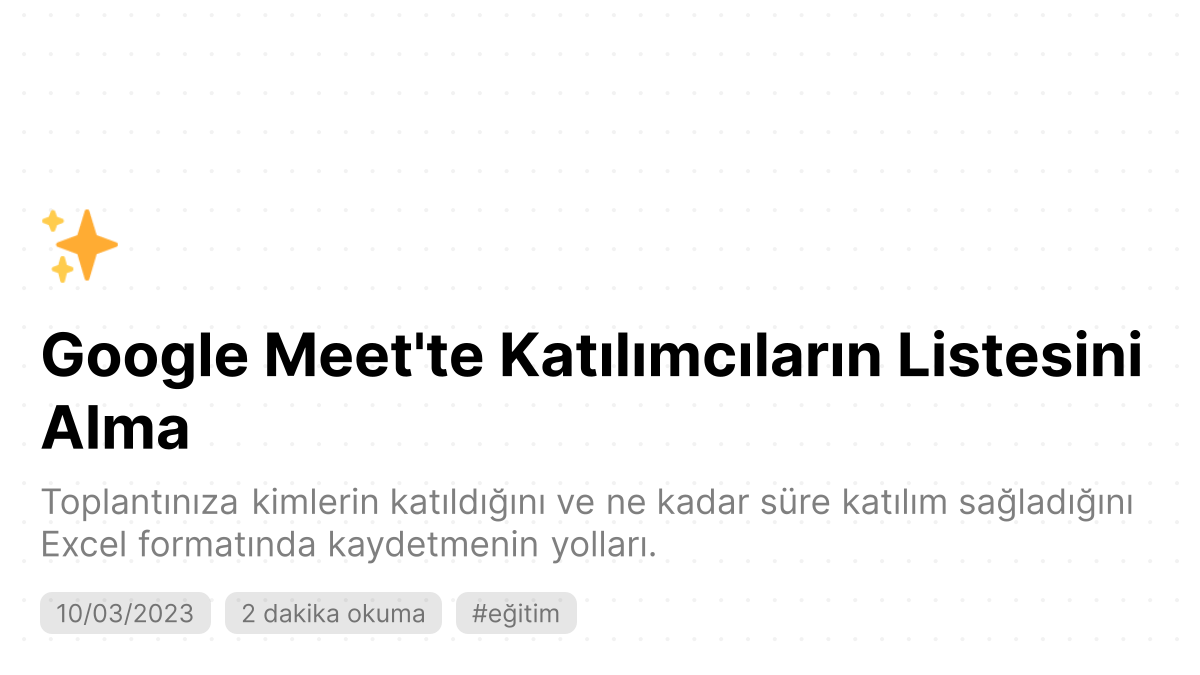 Google Meet'te Katılımcıların Listesini
Alma
Toplantınıza kimlerin katıldığını ve ne kadar süre katılım sağladığını
Excel formatında kaydetmenin yolları.
10/03/2023 2 dakika okuma #eğitim